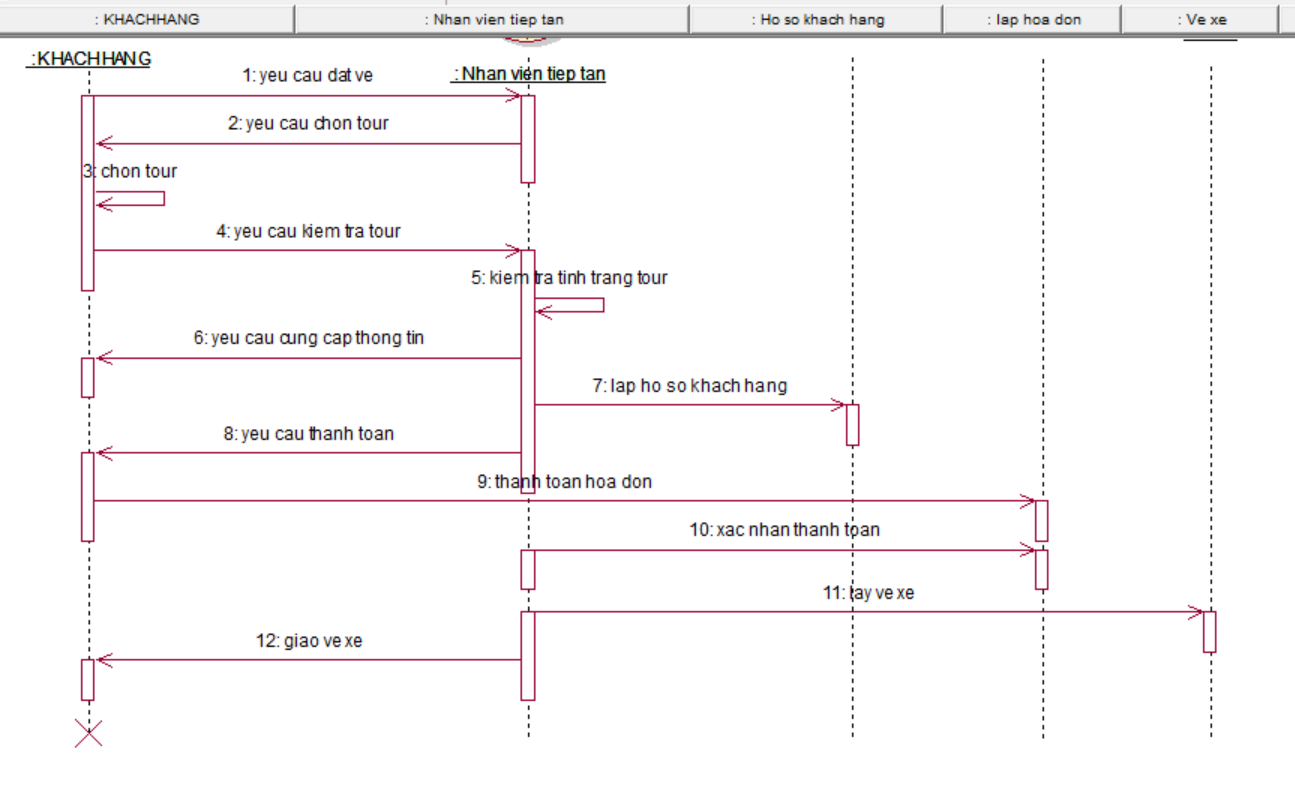 : KHACHHANG
: Nhan vien tiep tan
: Ho so khach hang
: lap hoa don
: Ve xe
:KHACHHANG
: Nhan vien tiep tan
1: yeu cau dat ve
2: yeu cau chon tour
3: chon tour
4: yeu cau kiem tra tour
5: kiem tra tinh trang tour
6: yeu cau cung cap thong tin
7: lap ho so khach hang
8: yeu cau thanh toan
9: thanh toan hoa don
10: xac nhan thanh toan
11: lay ve xe
12: giao ve xe